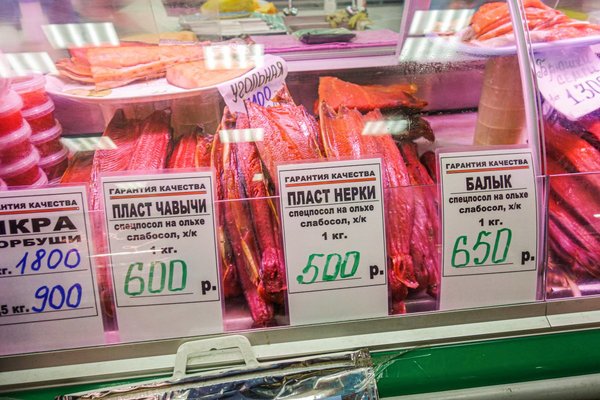 ГАРАНТИЯ КАЧЕСТВА
ИКРА
ГОРБУШИ
кг. 1800
,5 кг. 900
ГАРАНТИЯ КАЧЕСТВА
ПЛАСТ ЧАВЫЧИ
спецпосол на ольхе
слабосол, х/к
1 кг.
600 р.
ГАРАНТИЯ КАЧЕСТВА
ПЛАСТ НЕРКИ
спецпосол на ольхе
слабосол, х/к
1 кг.
500 р.
ГАРАНТИЯ КАЧЕСТВА
БАЛЫК
спецпосол на ольхе
слабосол, х/к
1 кг.
650 р.
1300